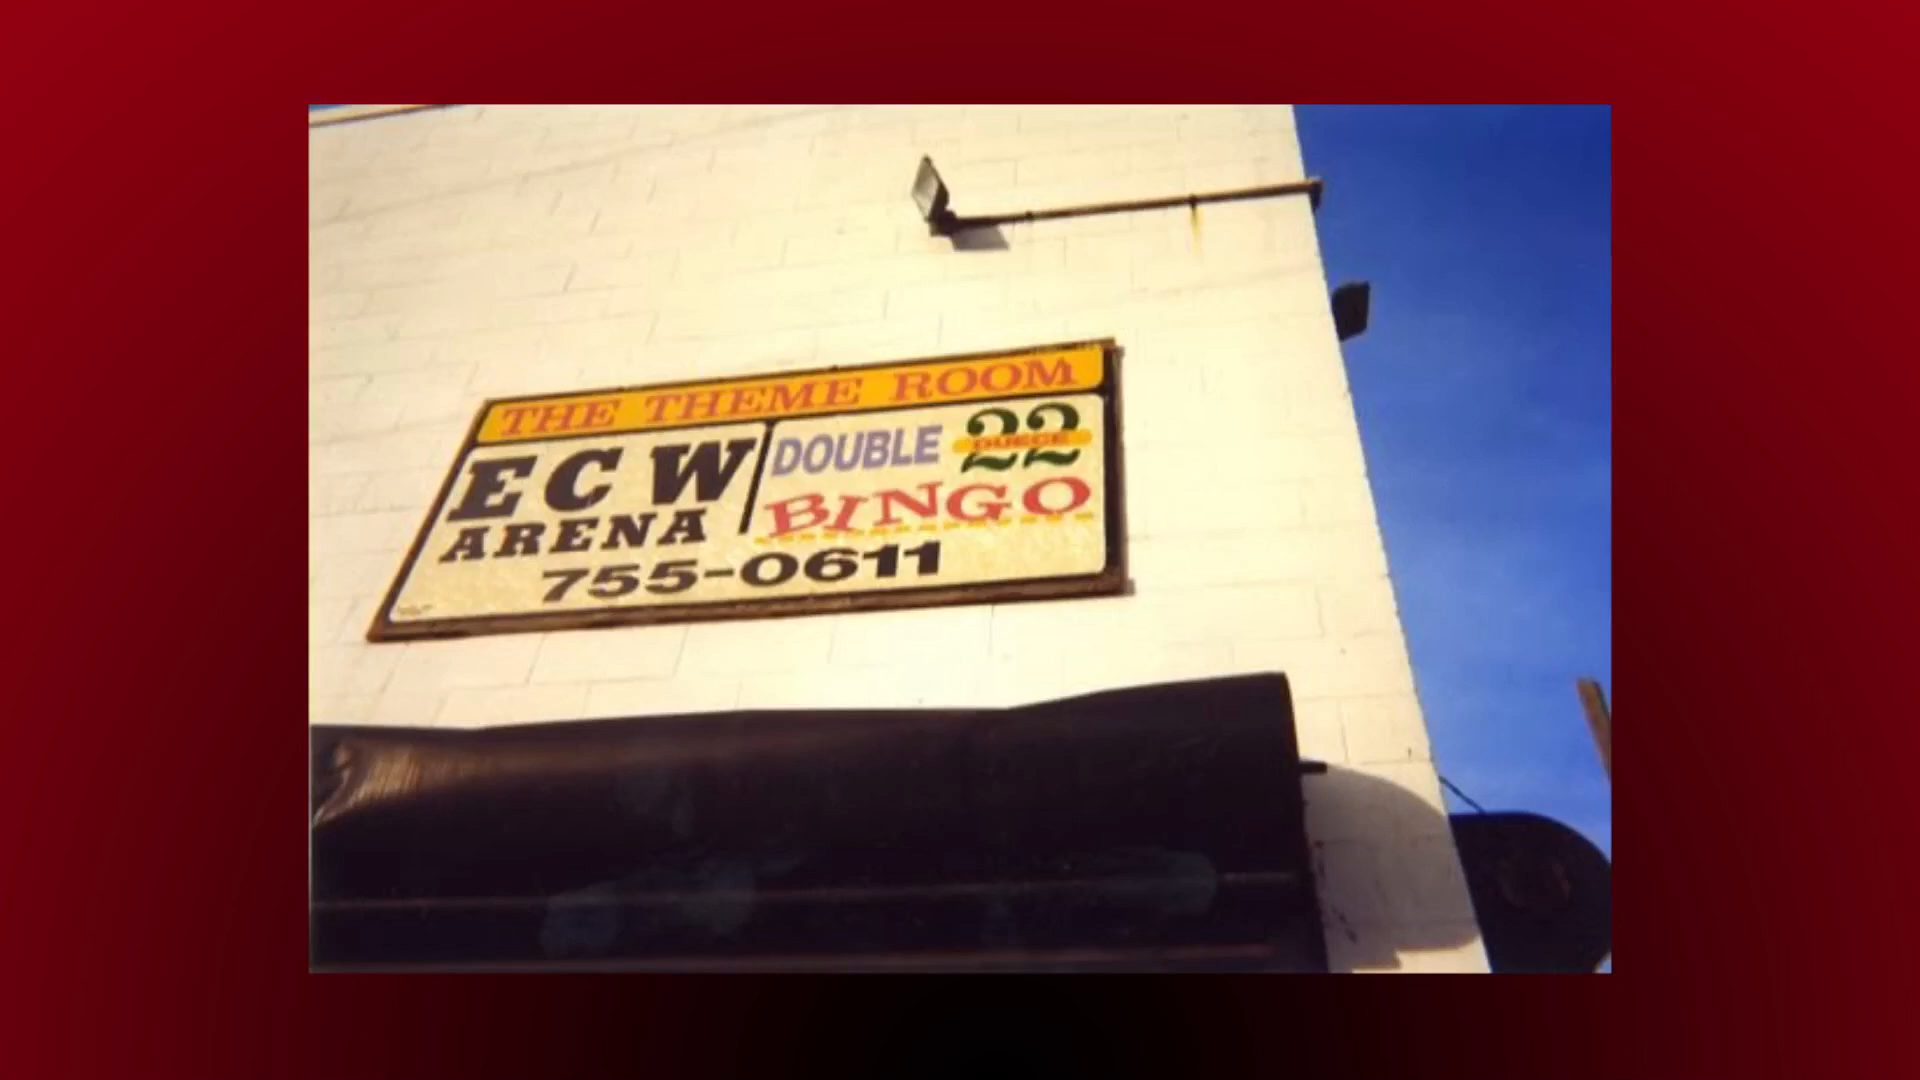 THE THEME ROOM
ECW
ARENA
DOUBLE 22
DUECE
BINGO
755-0611